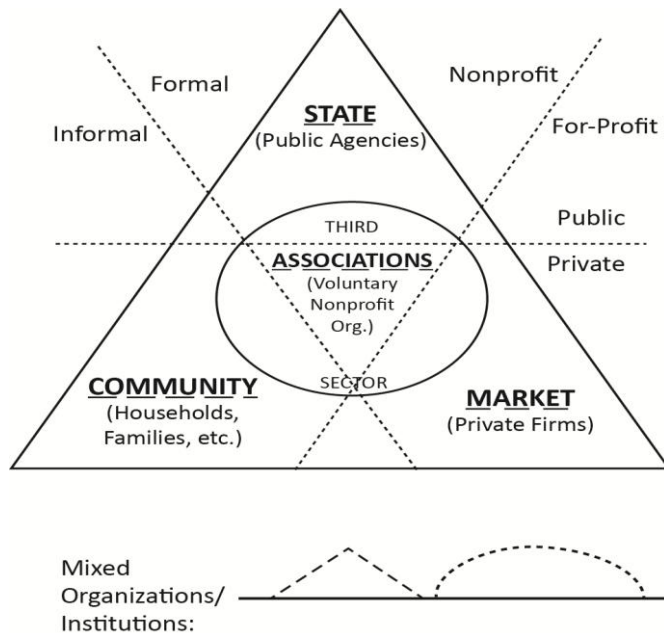 Formal
Nonprofit
Informal
STATE
(Public Agencies)
For-Profit
THIRD
Public
ASSOCIATIONS
Private
(Voluntary
Nonprofit
Org.)
SECTOR
COMMUNITY
(Households,
Families, etc.)
MARKET
(Private Firms)
Mixed
Organizations/
Institutions: